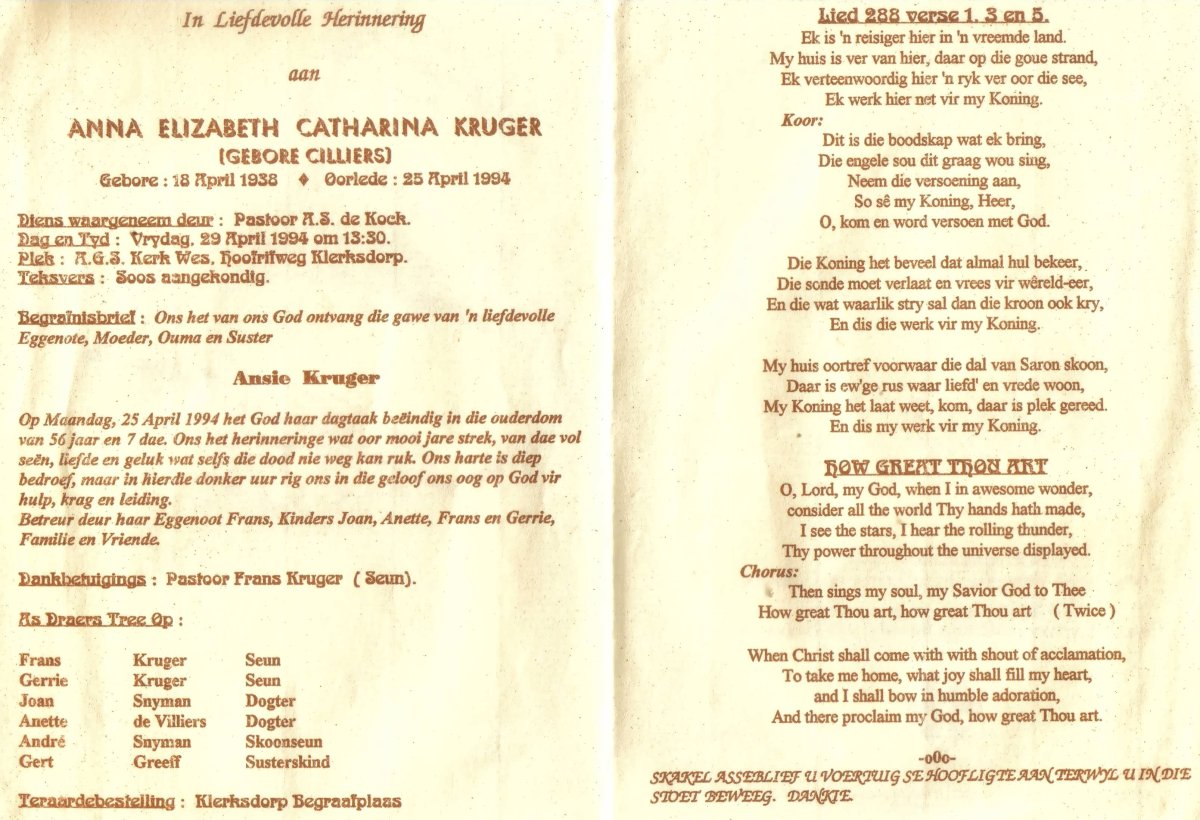 In Liefdevolle Herinnering
aan
ANNA ELIZABETH CATHARINA KRUGER
(GEBORE CILLIERS)
Gebore : 18 April 1938 ♦ Oorlede : 25 April 1994
Diens waargeneem deur : Pastoor A.S. de Kock.
Dag en Tyd : Vrydag, 29 April 1994 om 13:30.
Plek : A.G.S. Kerk Wes, Hoofrifweg Klerksdorp.
Teksvers : Soos aangekondig.
Begrafnisbrief : Ons het van ons God ontvang die gawe van 'n liefdevolle
Eggenote, Moeder, Ouma en Suster
Ansie Kruger
Op Maandag, 25 April 1994 het God haar dagtaak beëindig in die ouderdom
van 56 jaar en 7 dae. Ons het herinneringe wat oor mooi jare strek, van dae vol
seën, liefde en geluk wat selfs die dood nie weg kan ruk. Ons harte is diep
bedroef, maar in hierdie donker uur rig ons in die geloof ons oog op God vir
hulp, krag en leiding.
Betreur deur haar Eggenoot Frans, Kinders Joan, Anette, Frans en Gerrie,
Familie en Vriende.
Dankbetuigings : Pastoor Frans Kruger ( Seun).
As Draers Tree Op :
Frans Kruger Seun
Gerrie Kruger Seun
Joan Snyman Dogter
Anette de Villiers Dogter
André Snyman Skoonseun
Gert Greeff Susterskind
Teraardebestelling : Klerksdorp Begraafplaas
Lied 288 verse 1, 3 en 5.
Ek is 'n reisiger hier in 'n vreemde land.
My huis is ver van hier, daar op die goue strand,
Ek verteenwoordig hier 'n ryk ver oor die see,
Ek werk hier net vir my Koning.
Koor:
Dit is die boodskap wat ek bring,
Die engele sou dit graag wou sing,
Neem die versoening aan,
So sê my Koning, Heer,
O, kom en word versoen met God.
Die Koning het beveel dat almal hul bekeer,
Die sonde moet verlaat en vrees vir wêreld-eer,
En die wat waarlik stry sal dan die kroon ook kry,
En dis die werk vir my Koning.
My huis oortref voorwaar die dal van Saron skoon,
Daar is ew'ge rus waar liefd' en vrede woon,
My Koning het laat weet, kom, daar is plek gereed.
En dis my werk vir my Koning.
HOW GREAT THOU ART
O, Lord, my God, when I in awesome wonder,
consider all the world Thy hands hath made,
I see the stars, I hear the rolling thunder,
Thy power throughout the universe displayed.
Chorus:
Then sings my soul, my Savior God to Thee
How great Thou art, how great Thou art ( Twice )
When Christ shall come with with shout of acclamation,
To take me home, what joy shall fill my heart,
and I shall bow in humble adoration,
And there proclaim my God, how great Thou art.
-o0o-
SKAKEL ASSEBLIEF U VOERTUIG SE HOOFLIGTE AAN TERWYL U IN DIE
STOET BEWEEG. DANKIE.